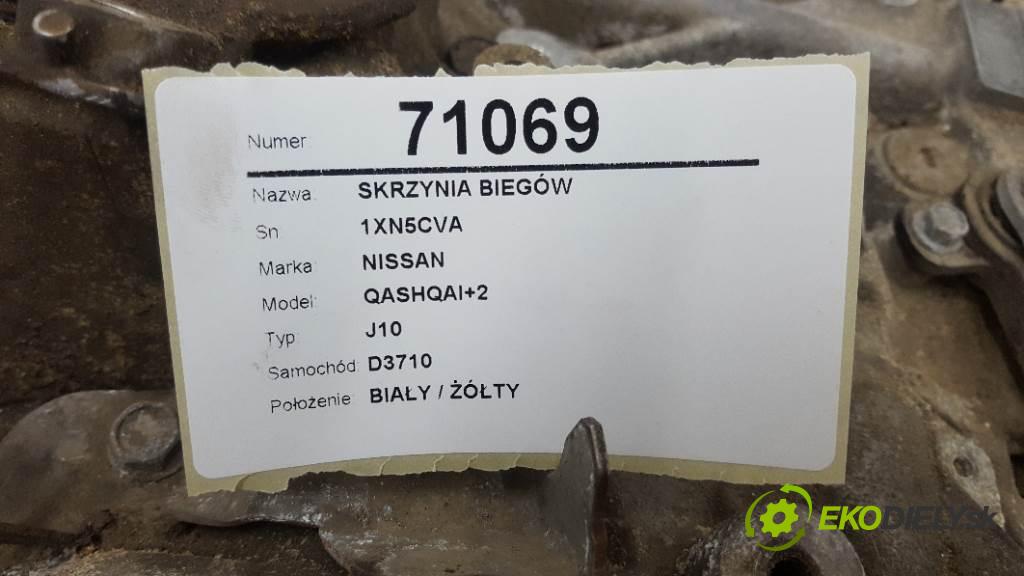 Numer: 71069
Nazwa: SKRZYNIA BIEGÓW
Sn 1XN5CVA
Marka: NISSAN
Model: QASHQAI+2
Typ: J10
Samochód: D3710
Położenie: BIAŁY / ŻÓŁTY
EKODIELY.sk